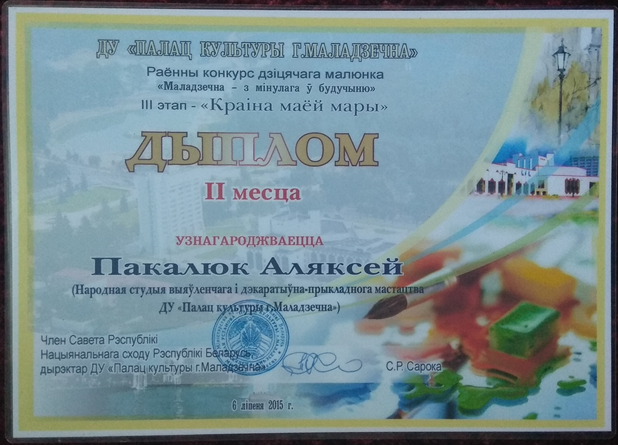 ДУ «ПАЛАЦ КУЛЬТУРЫ Г.МАЛАДЗЕЧНА»
Раённы конкурс дзіцячага малюнка
«Маладзечна – з мінулага ў будучыню»
III этап - «Краіна маёй мары»
ДЫПЛОМ
II месца
УЗНАГАРОДЖВАЕЦЦА
Пакалюк Аляксей
(Народная студыя выяўленчага і дэкаратыўна-прыкладнога мастацтва
ДУ «Палац культуры г.Маладзечна»)
Член Савета Рэспублікі
Нацыянальнага сходу Рэспублікі Беларусь,
дырэктар ДУ «Палац культуры г.Маладзечна»
С.Р. Сарока
6 ліпеня 2015 г.